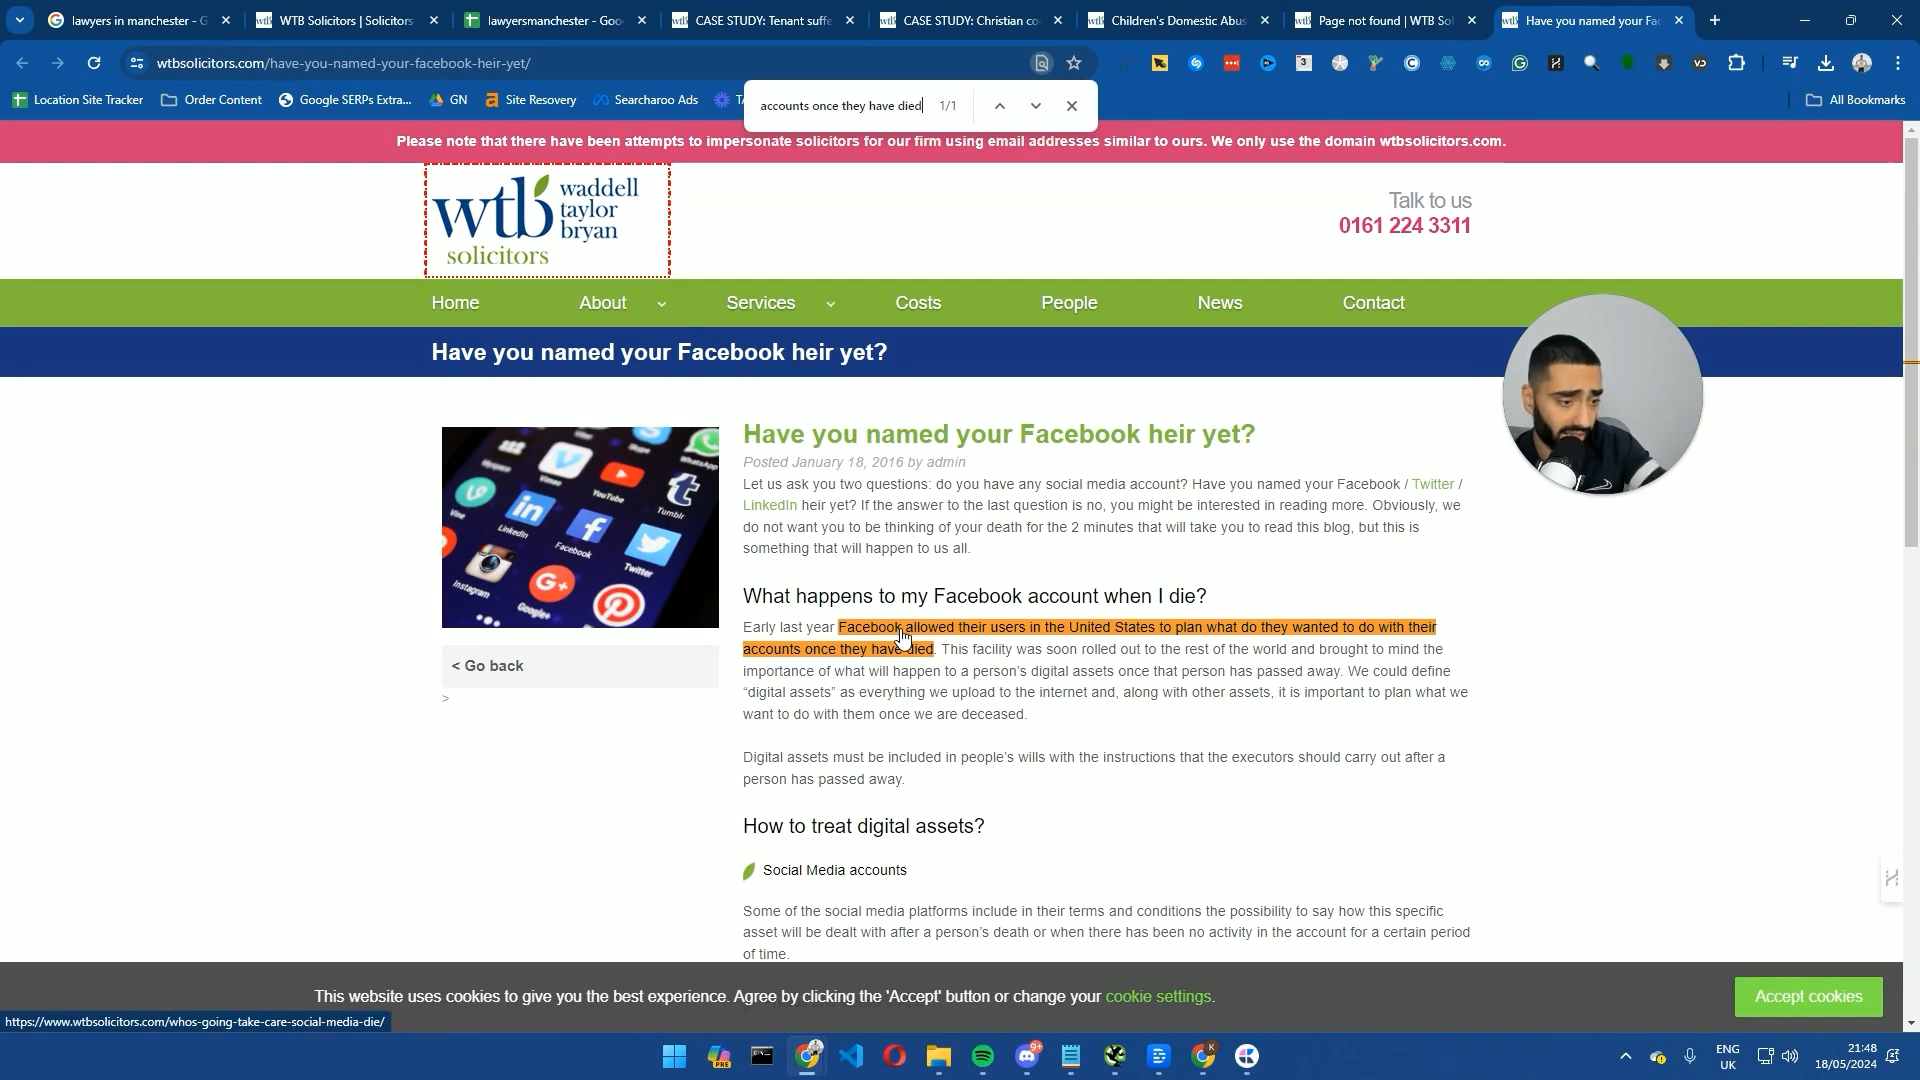 lawyers in manchester - G
WTB Solicitors | Solicitors
lawyersmanchester - Goo
CASE STUDY: Tenant suffe
CASE STUDY: Christian co
Children's Domestic Abus
Page not found | WTB Sol
Have you named your Fac
wtbsolicitors.com/have-you-named-your-facebook-heir-yet/
Location Site Tracker
Order Content
Google SERPs Extra...
GN
Site Recovery
Searcharoo Ads
All Bookmarks
accounts once they have died
1/1
Please note that there have been attempts to impersonate solicitors for our firm using email addresses similar to ours. We only use the domain wtbsolicitors.com.
wtb
waddell
taylor
bryan
solicitors
Talk to us
0161 224 3311
Home
About
Services
Costs
People
News
Contact
Have you named your Facebook heir yet?
Have you named your Facebook heir yet?
Posted January 18, 2016 by admin
Let us ask you two questions: do you have any social media account? Have you named your Facebook / Twitter /
LinkedIn heir yet? If the answer to the last question is no, you might be interested in reading more. Obviously, we
do not want you to be thinking of your death for the 2 minutes that will take you to read this blog, but this is
something that will happen to us all.
What happens to my Facebook account when I die?
Early last year Facebook allowed their users in the United States to plan what do they wanted to do with their
accounts once they have died. This facility was soon rolled out to the rest of the world and brought to mind the
importance of what will happen to a person's digital assets once that person has passed away. We could define
“digital assets” as everything we upload to the internet and, along with other assets, it is important to plan what we
want to do with them once we are deceased.
Digital assets must be included in people's wills with the instructions that the executors should carry out after a
person has passed away.
How to treat digital assets?
Social Media accounts
Some of the social media platforms include in their terms and conditions the possibility to say how this specific
asset will be dealt with after a person's death or when there has been no activity in the account for a certain period
of time.
Vimeo
YouTube
WhatsApp
Vine
LinkedIn
Tumblr
Facebook
Twitter
Instagram
Google+
< Go back
>
This website uses cookies to give you the best experience. Agree by clicking the 'Accept' button or change your cookie settings.
Accept cookies
https://www.wtbsolicitors.com/whos-going-take-care-social-media-die/
ENG
UK
21:48
18/05/2024